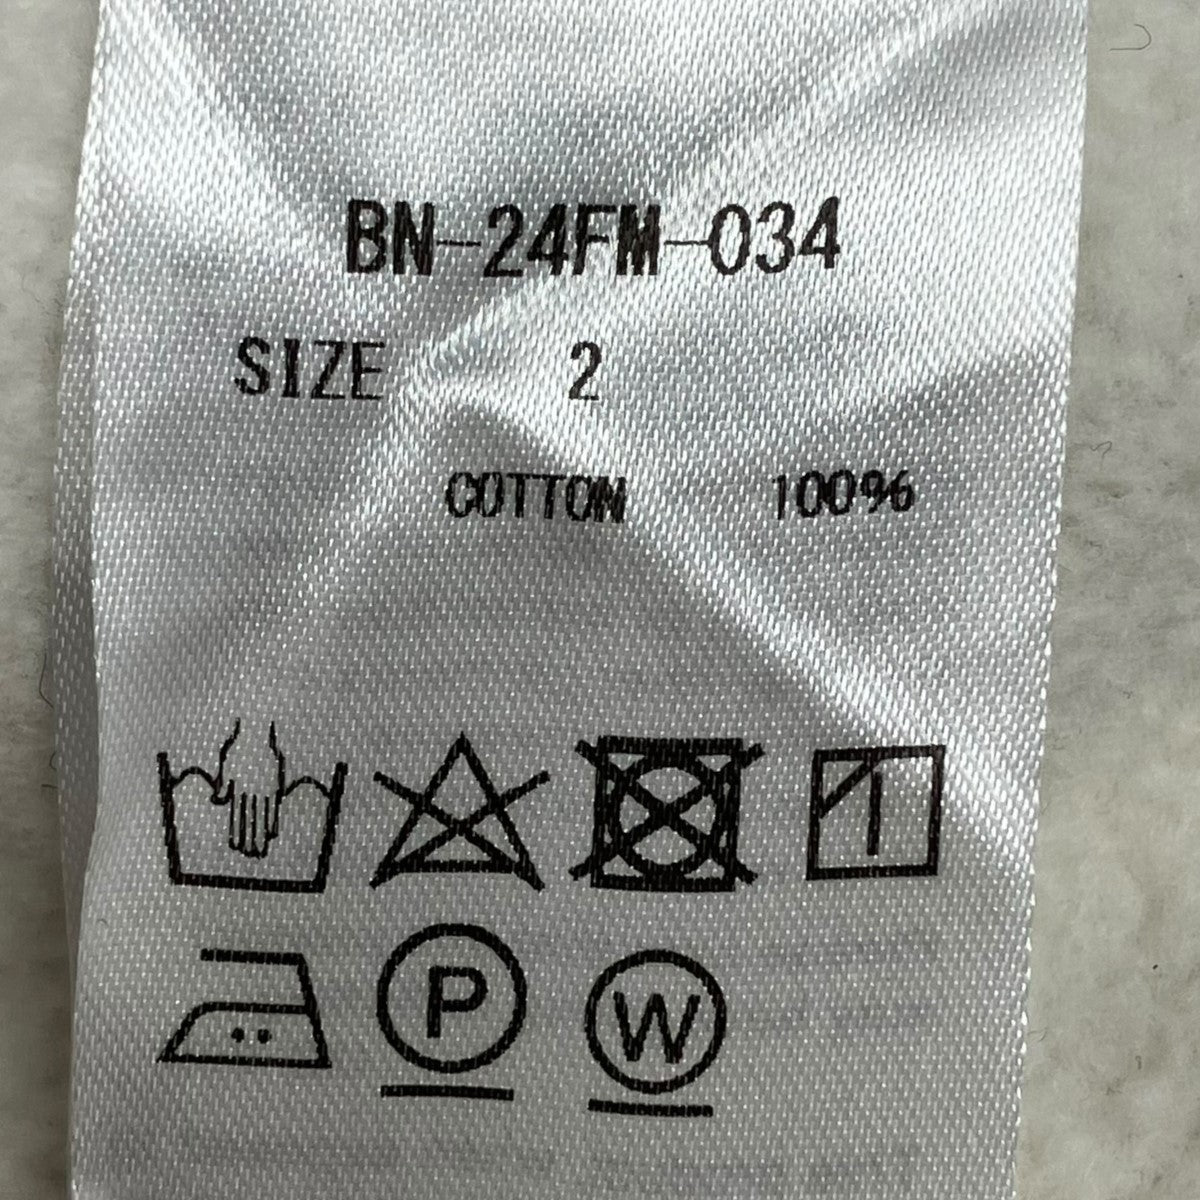 BN-24FM-034
SIZE 2
COTTON 100%
P W